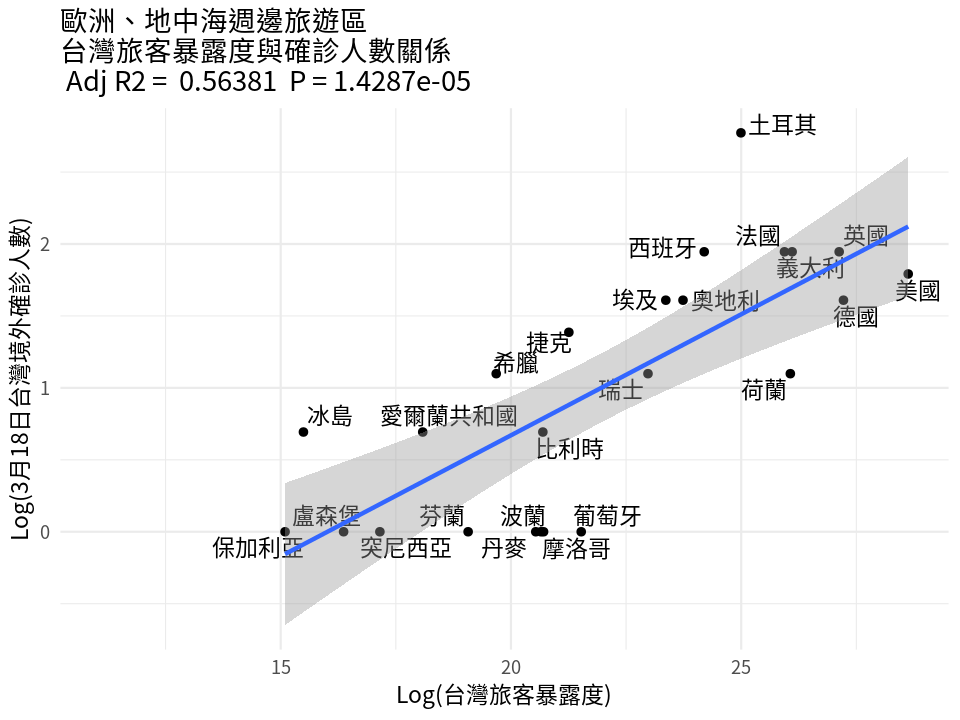 歐洲、地中海週邊旅遊區
台灣旅客暴露度與確診人數關係
Adj R2 = 0.56381 P = 1.4287e-05
土耳其
法國
英國
西班牙
義大利
美國
埃及
奧地利
德國
捷克
希臘
瑞士
荷蘭
冰島
愛爾蘭共和國
比利時
盧森堡
芬蘭
波蘭
葡萄牙
保加利亞
突尼西亞
丹麥
摩洛哥
2
1
0
15
20
25
Log(3月18日台灣境外確診人數)
Log(台灣旅客暴露度)